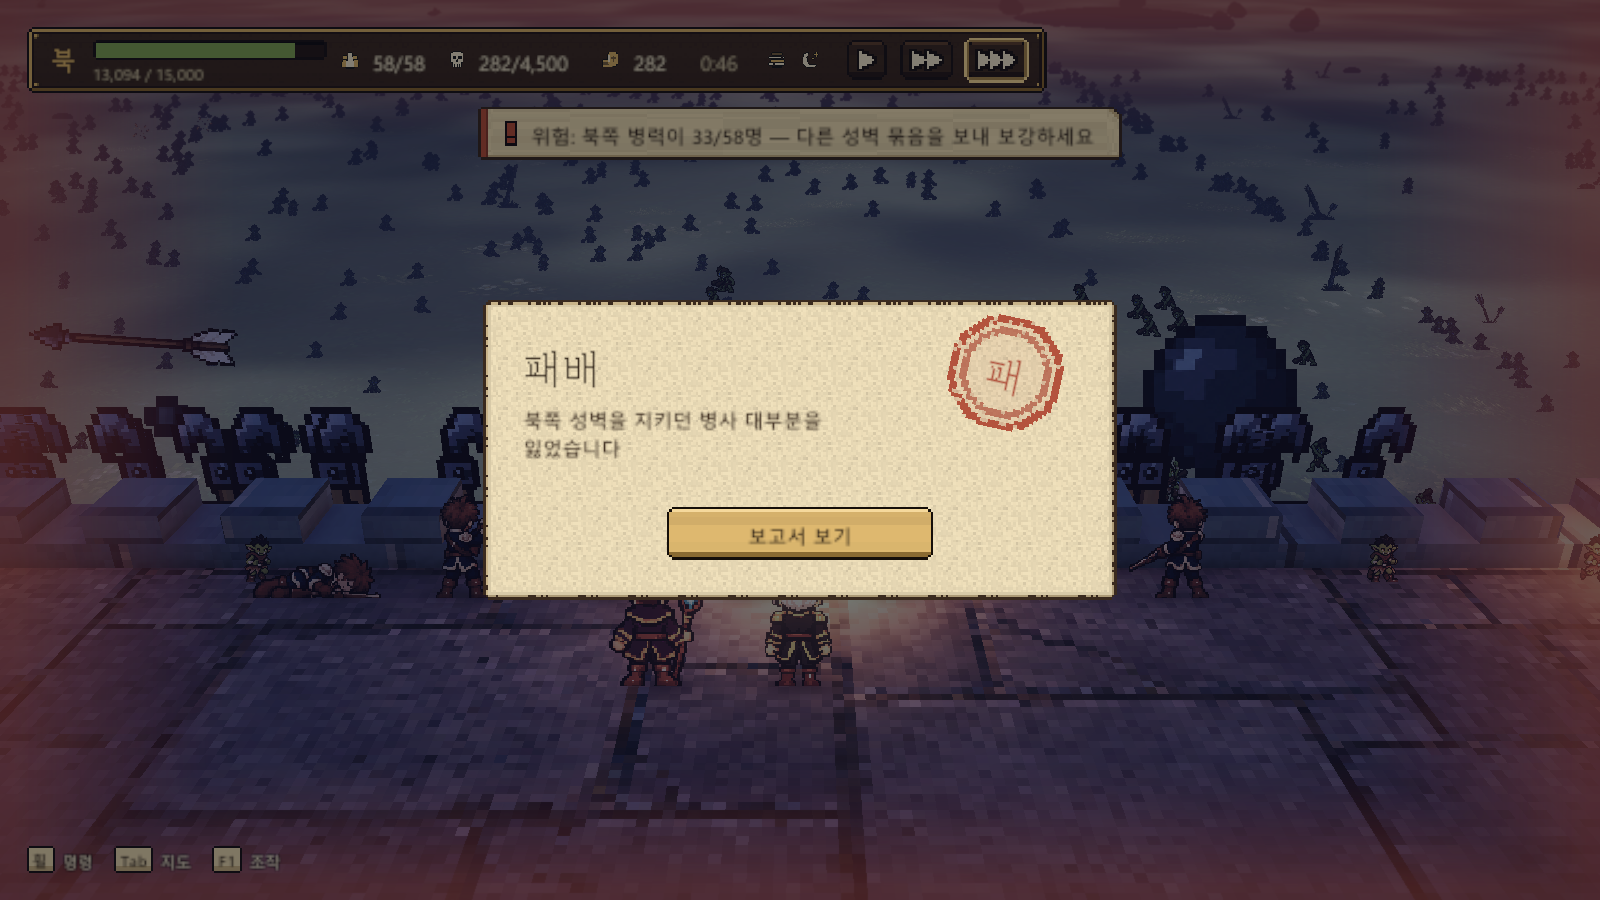 북
13,094 / 15,000
58/58
282/4,500
282
0:46
위험: 북쪽 병력이 33/58명 — 다른 성벽 묶음을 보내 보강하세요
패배
패
북쪽 성벽을 지키던 병사 대부분을
잃었습니다
보고서 보기
휠 명령 Tab 지도 F1 조작